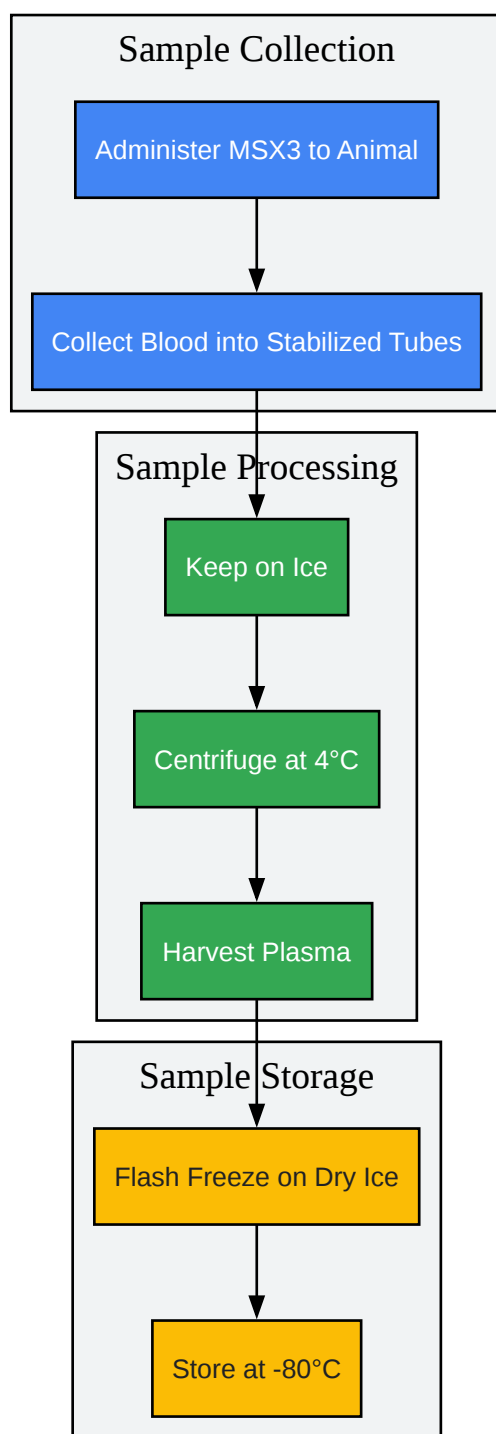 Sample Collection
Administer MSX3 to Animal
Collect Blood into Stabilized Tubes
Sample Processing
Keep on Ice
Centrifuge at 4°C
Harvest Plasma
Sample Storage
Flash Freeze on Dry Ice
Store at -80°C